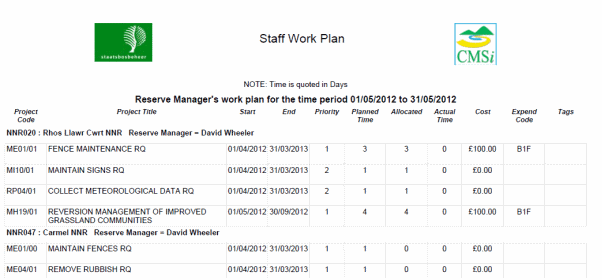 staatsbosbeheer
Staff Work Plan
CMSi
NOTE: Time is quoted in Days
Reserve Manager's work plan for the time period 01/05/2012 to 31/05/2012
Project Code Project Title Start End Priority Planned Time Allocated Actual Time Cost Expend Code Tags
NNR020 : Rhos Llawr Cwrt NNR Reserve Manager = David Wheeler
ME01/01 FENCE MAINTENANCE RQ 01/04/2012 31/03/2013 1 3 3 0 £100.00 B1F
MI10/01 MAINTAIN SIGNS RQ 01/04/2012 31/03/2013 2 1 1 0 £0.00
RP04/01 COLLECT METEOROLOGICAL DATA RQ 01/04/2012 31/03/2013 2 1 1 0 £0.00
MH19/01 REVERSION MANAGEMENT OF IMPROVED 01/05/2012 30/09/2012 1 4 4 0 £100.00 B1F
GRASSLAND COMMUNITIES
NNR047 : Carmel NNR Reserve Manager = David Wheeler
ME01/00 MAINTAIN FENCES RQ 01/04/2012 31/03/2013 1 1 0 0 £0.00
ME04/01 REMOVE RUBBISH RQ 01/04/2012 31/03/2013 1 1 1 0 £0.00